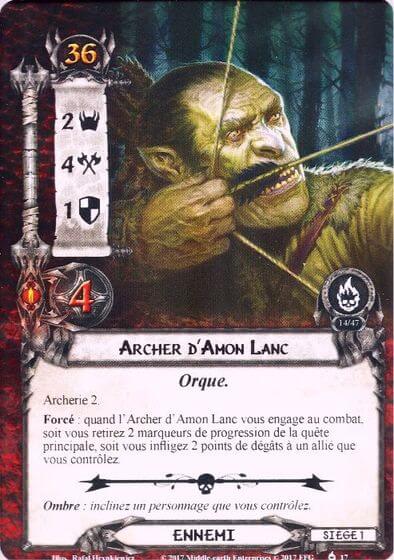 36
2
4
1
4
14/47
ARCHER D'AMON LANC
Orque.
Archerie 2.
Forcé : quand l'Archer d'Amon Lanc vous engage au combat,
soit vous retirez 2 marqueurs de progression de la quête
principale, soit vous infligez 2 points de dégâts à un allié que
vous contrôlez.
Ombre : inclinez un personnage que vous contrôlez.
ENNEMI
SIEGE 1
Illus. Rafał Hrynkiewicz
© 2017 Middle-earth Enterprises © 2017 FFG
17